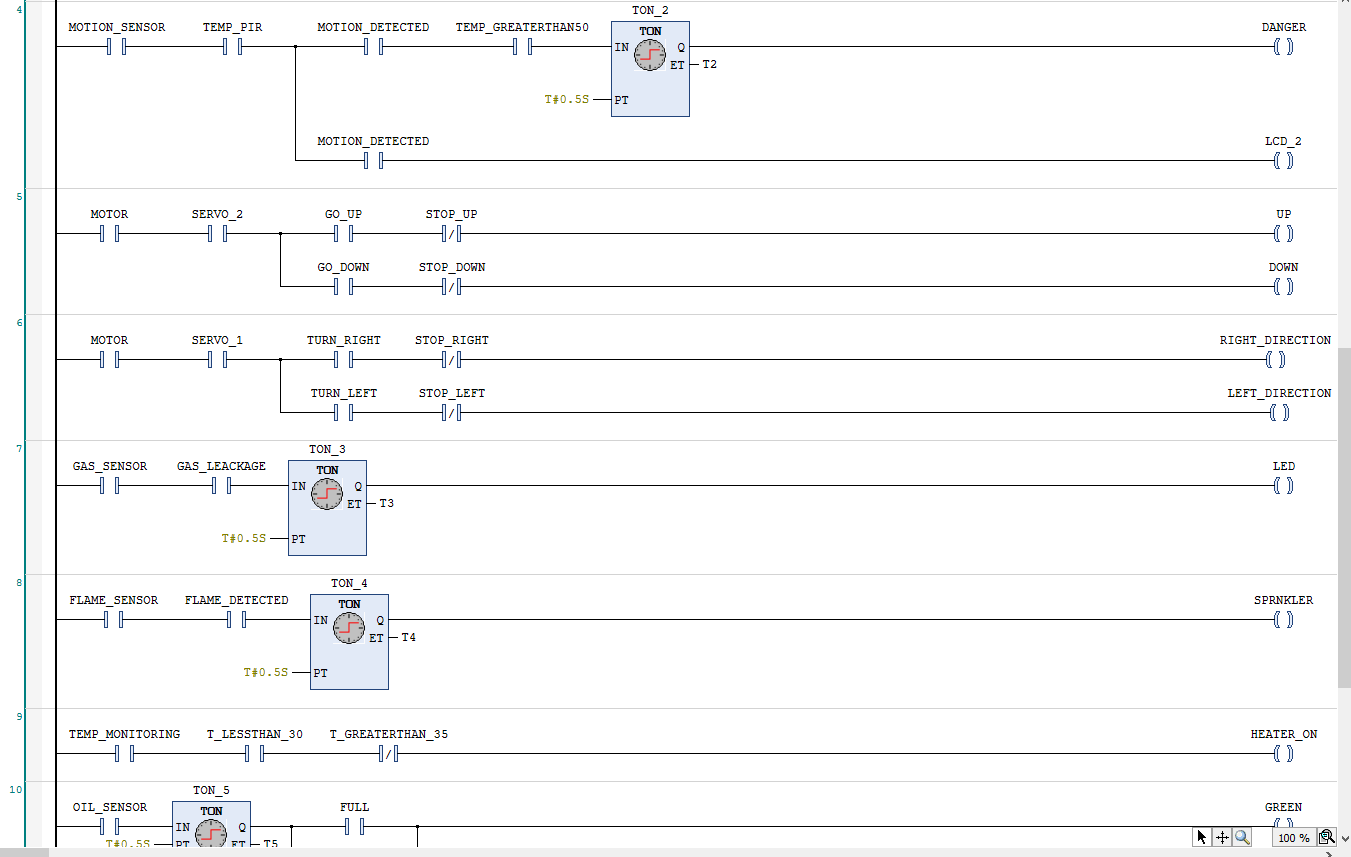 4
TON_2
MOTION_SENSOR TEMP_PIR MOTION_DETECTED TEMP_GREATERTHAN50 TON DANGER
IN Q
ET T2
T#0.5S PT
MOTION_DETECTED LCD_2
5
MOTOR SERVO_2 GO_UP STOP_UP UP
GO_DOWN STOP_DOWN DOWN
6
MOTOR SERVO_1 TURN_RIGHT STOP_RIGHT RIGHT_DIRECTION
TURN_LEFT STOP_LEFT LEFT_DIRECTION
7
TON_3
GAS_SENSOR GAS_LEACKAGE TON LED
IN Q
ET T3
T#0.5S PT
8
TON_4
FLAME_SENSOR FLAME_DETECTED TON SPRNKLER
IN Q
ET T4
T#0.5S PT
9
TEMP_MONITORING T_LESSTHAN_30 T_GREATERTHAN_35 HEATER_ON
10
TON_5
OIL_SENSOR TON FULL GREEN
IN Q
T#0.5S PT ET T5
100 %